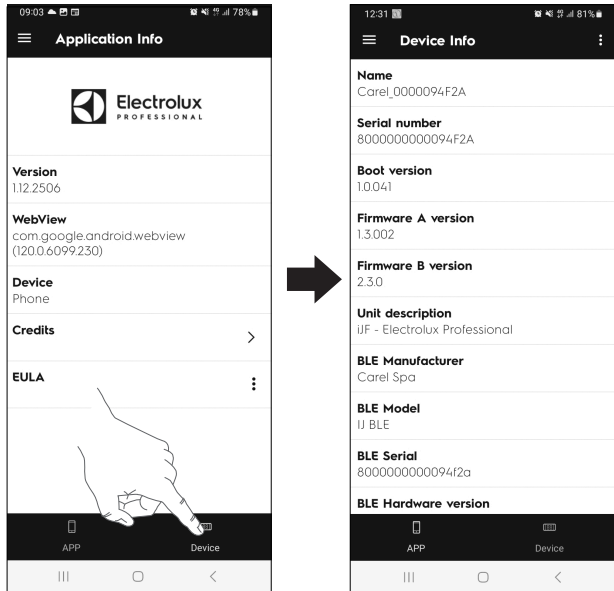 09:03
78%
Application Info
Electrolux
PROFESSIONAL
Version
1.12.2506
WebView
com.google.android.webview
(120.0.6099.230)
Device
Phone
Credits
EULA
APP
Device
12:31
81%
Device Info
Name
Carel_0000094F2A
Serial number
8000000000094F2A
Boot version
1.0.041
Firmware A version
1.3.002
Firmware B version
2.3.0
Unit description
iJF - Electrolux Professional
BLE Manufacturer
Carel Spa
BLE Model
IJ BLE
BLE Serial
8000000000094f2a
BLE Hardware version
APP
Device